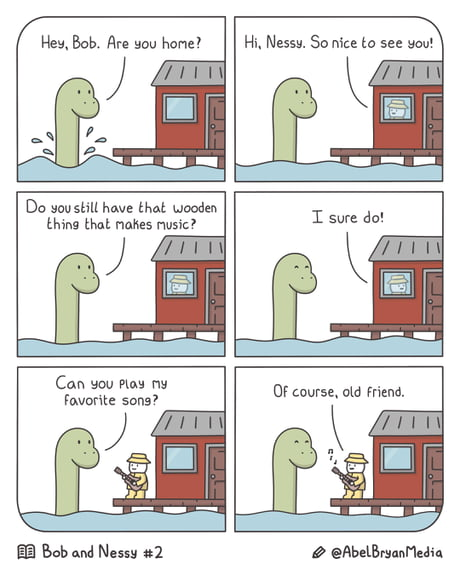 Hey, Bob. Are you home?
Hi, Nessy. So nice to see you!
Do you still have that wooden
thing that makes music?
I sure do!
Can you play my
favorite song?
Of course, old friend.
Bob and Nessy #2
@AbelBryanMedia